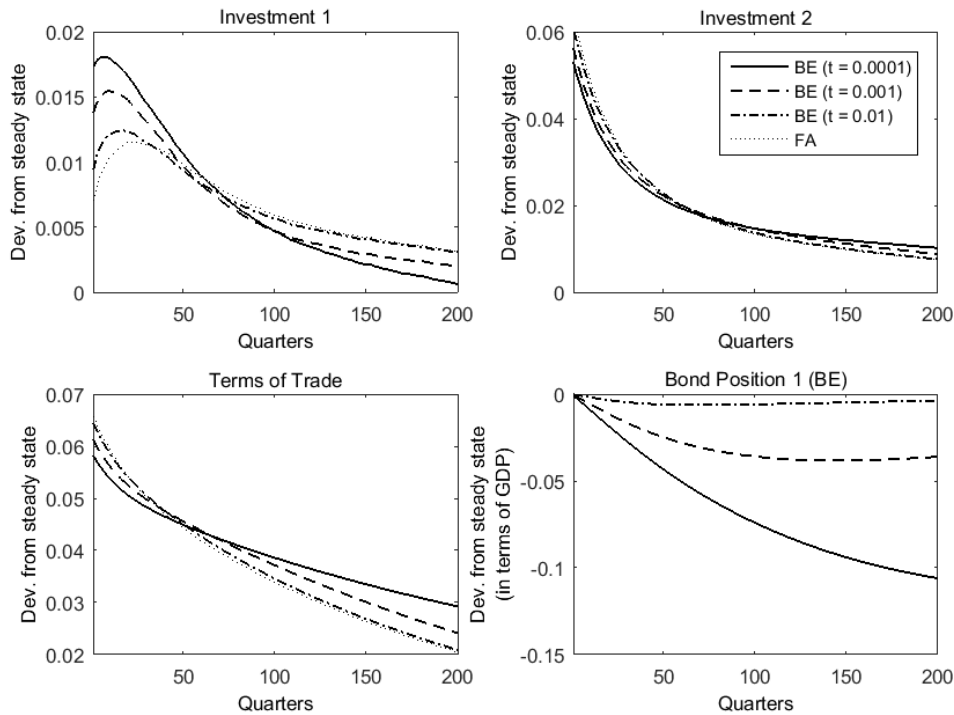 Investment 1
Dev. from steady state
0.02
0.015
0.01
0.005
0
50
100
150
200
Quarters
Investment 2
Dev. from steady state
0.06
0.04
0.02
0
50
100
150
200
Quarters
BE (t = 0.0001)
BE (t = 0.001)
BE (t = 0.01)
FA
Terms of Trade
Dev. from steady state
0.07
0.06
0.05
0.04
0.03
0.02
50
100
150
200
Quarters
Bond Position 1 (BE)
Dev. from steady state
(in terms of GDP)
0
-0.05
-0.1
-0.15
50
100
150
200
Quarters